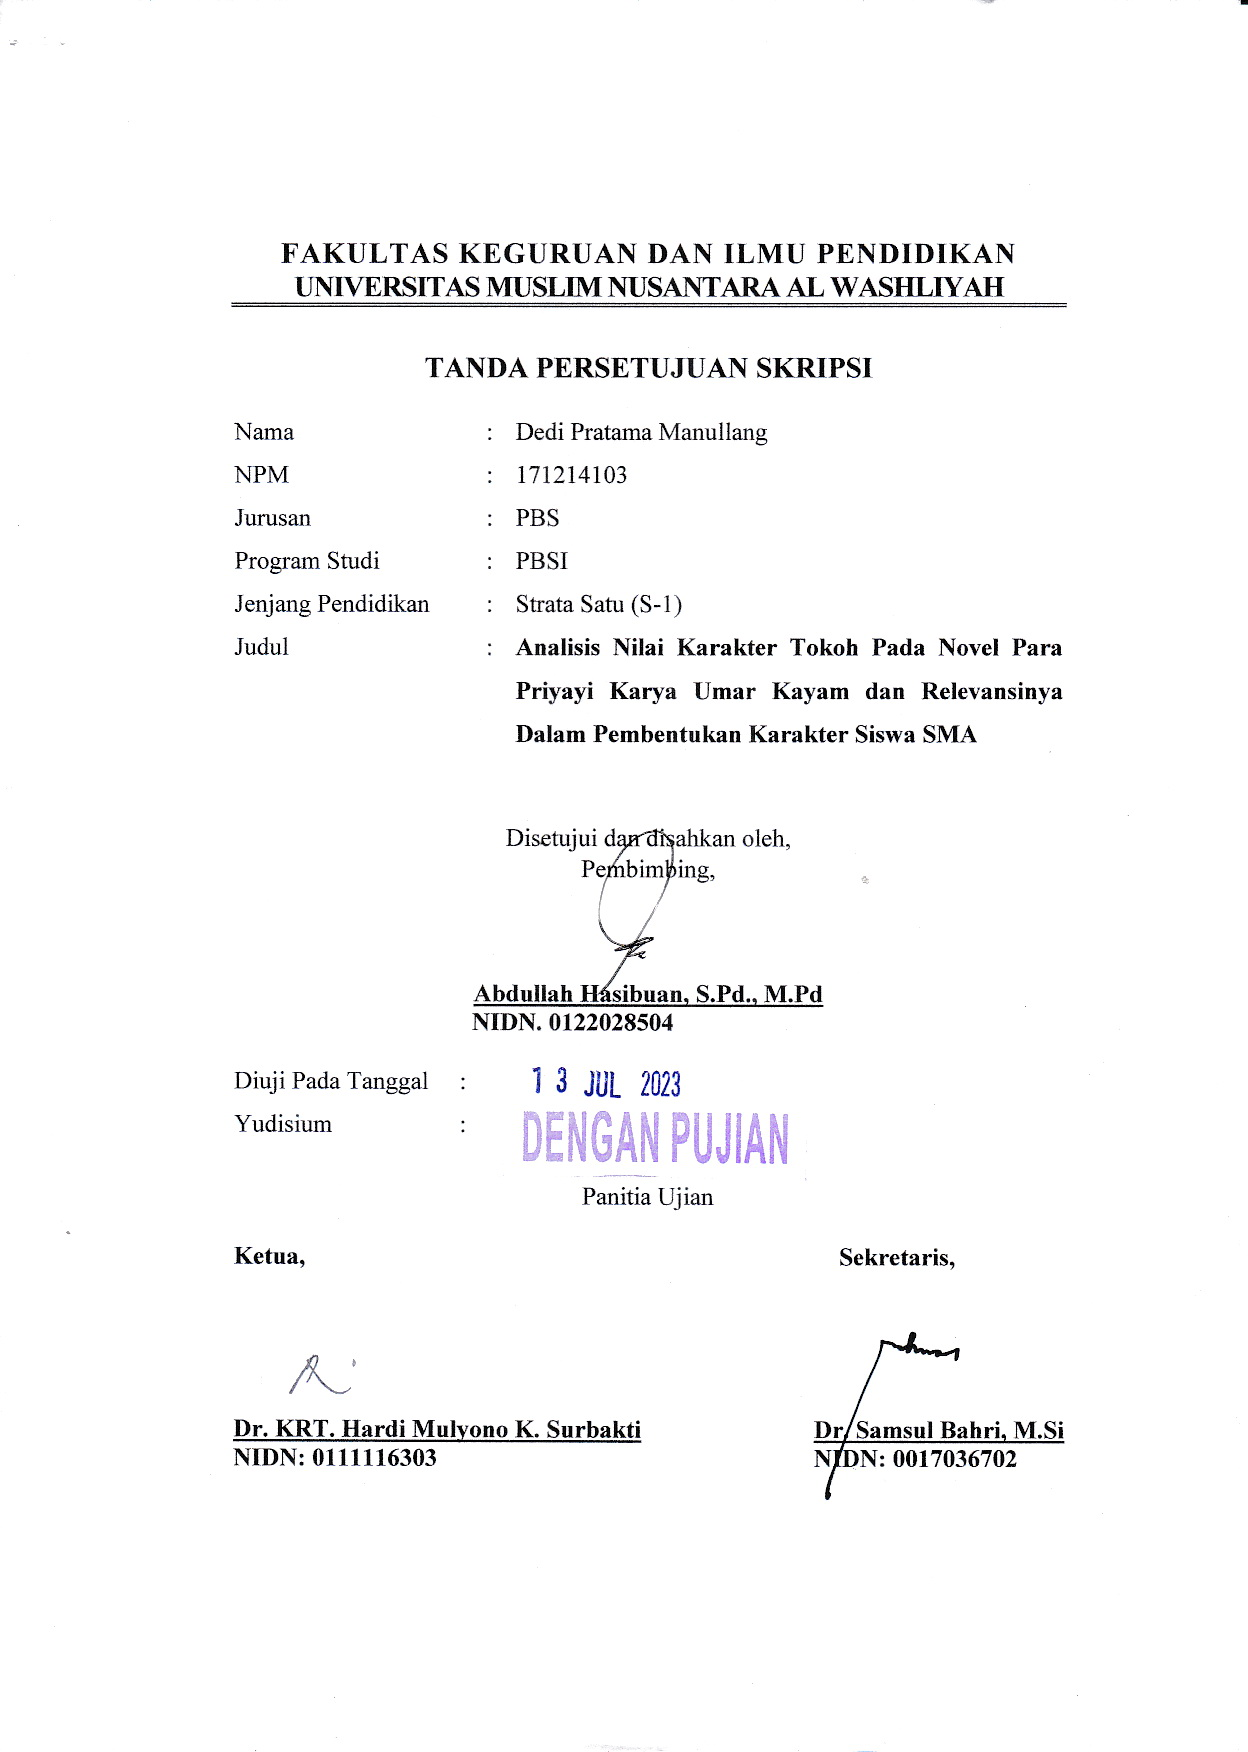 FAKULTAS KEGURUAN DAN ILMU PENDIDIKAN
UNIVERSITAS MUSLIM NUSANTARA AL WASHLIYAH
TANDA PERSETUJUAN SKRIPSI
Nama : Dedi Pratama Manullang
NPM : 171214103
Jurusan : PBS
Program Studi : PBSI
Jenjang Pendidikan : Strata Satu (S-1)
Judul : Analisis Nilai Karakter Tokoh Pada Novel Para
Priyayi Karya Umar Kayam dan Relevansinya
Dalam Pembentukan Karakter Siswa SMA
Disetujui dan disahkan oleh,
Pembimbing,
Abdullah Hasibuan, S.Pd., M.Pd
NIDN. 0122028504
Diuji Pada Tanggal : 13 JUL 2023
Yudisium : DENGAN PUJIAN
Panitia Ujian
Ketua, Sekretaris,
Dr. KRT. Hardi Mulyono K. Surbakti Dr. Samsul Bahri, M.Si
NIDN: 0111116303 NIDN: 0017036702